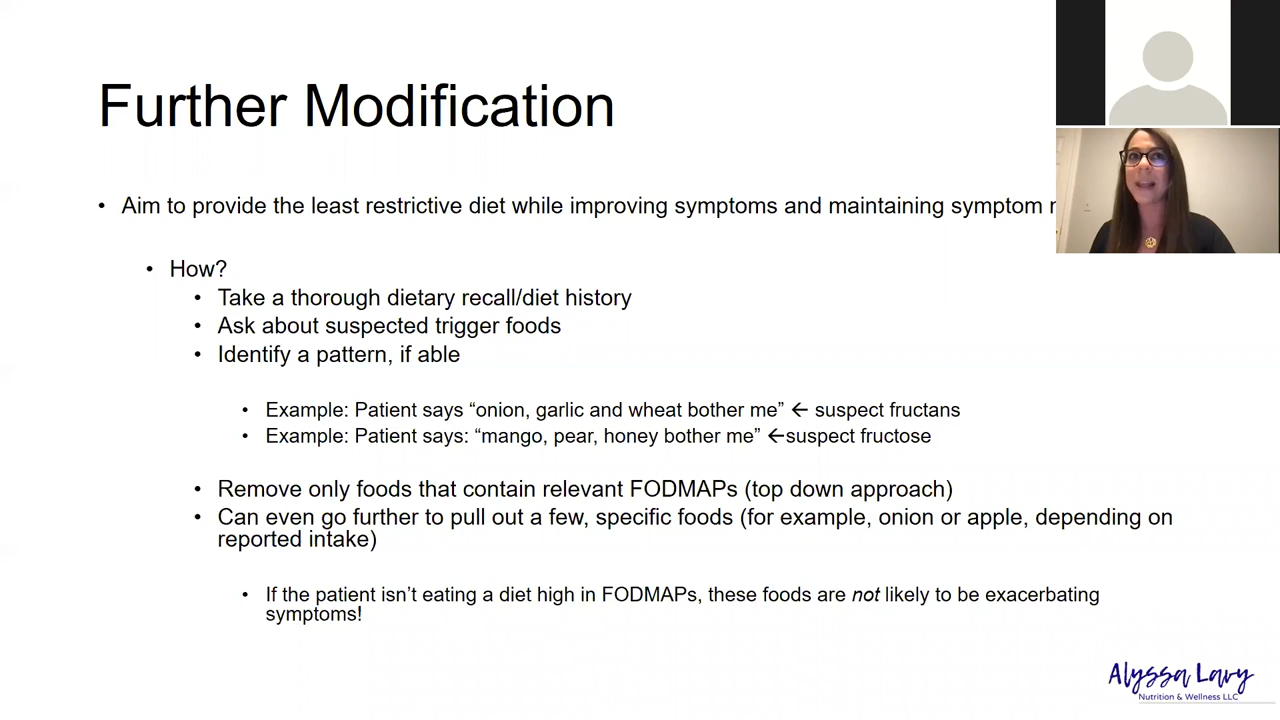 Further Modification
• Aim to provide the least restrictive diet while improving symptoms and maintaining symptom
• How?
• Take a thorough dietary recall/diet history
• Ask about suspected trigger foods
• Identify a pattern, if able
• Example: Patient says “onion, garlic and wheat bother me” ← suspect fructans
• Example: Patient says: “mango, pear, honey bother me” ←suspect fructose
• Remove only foods that contain relevant FODMAPs (top down approach)
• Can even go further to pull out a few, specific foods (for example, onion or apple, depending on
reported intake)
• If the patient isn’t eating a diet high in FODMAPs, these foods are not likely to be exacerbating
symptoms!
Alyssa Lavy
Nutrition & Wellness LLC